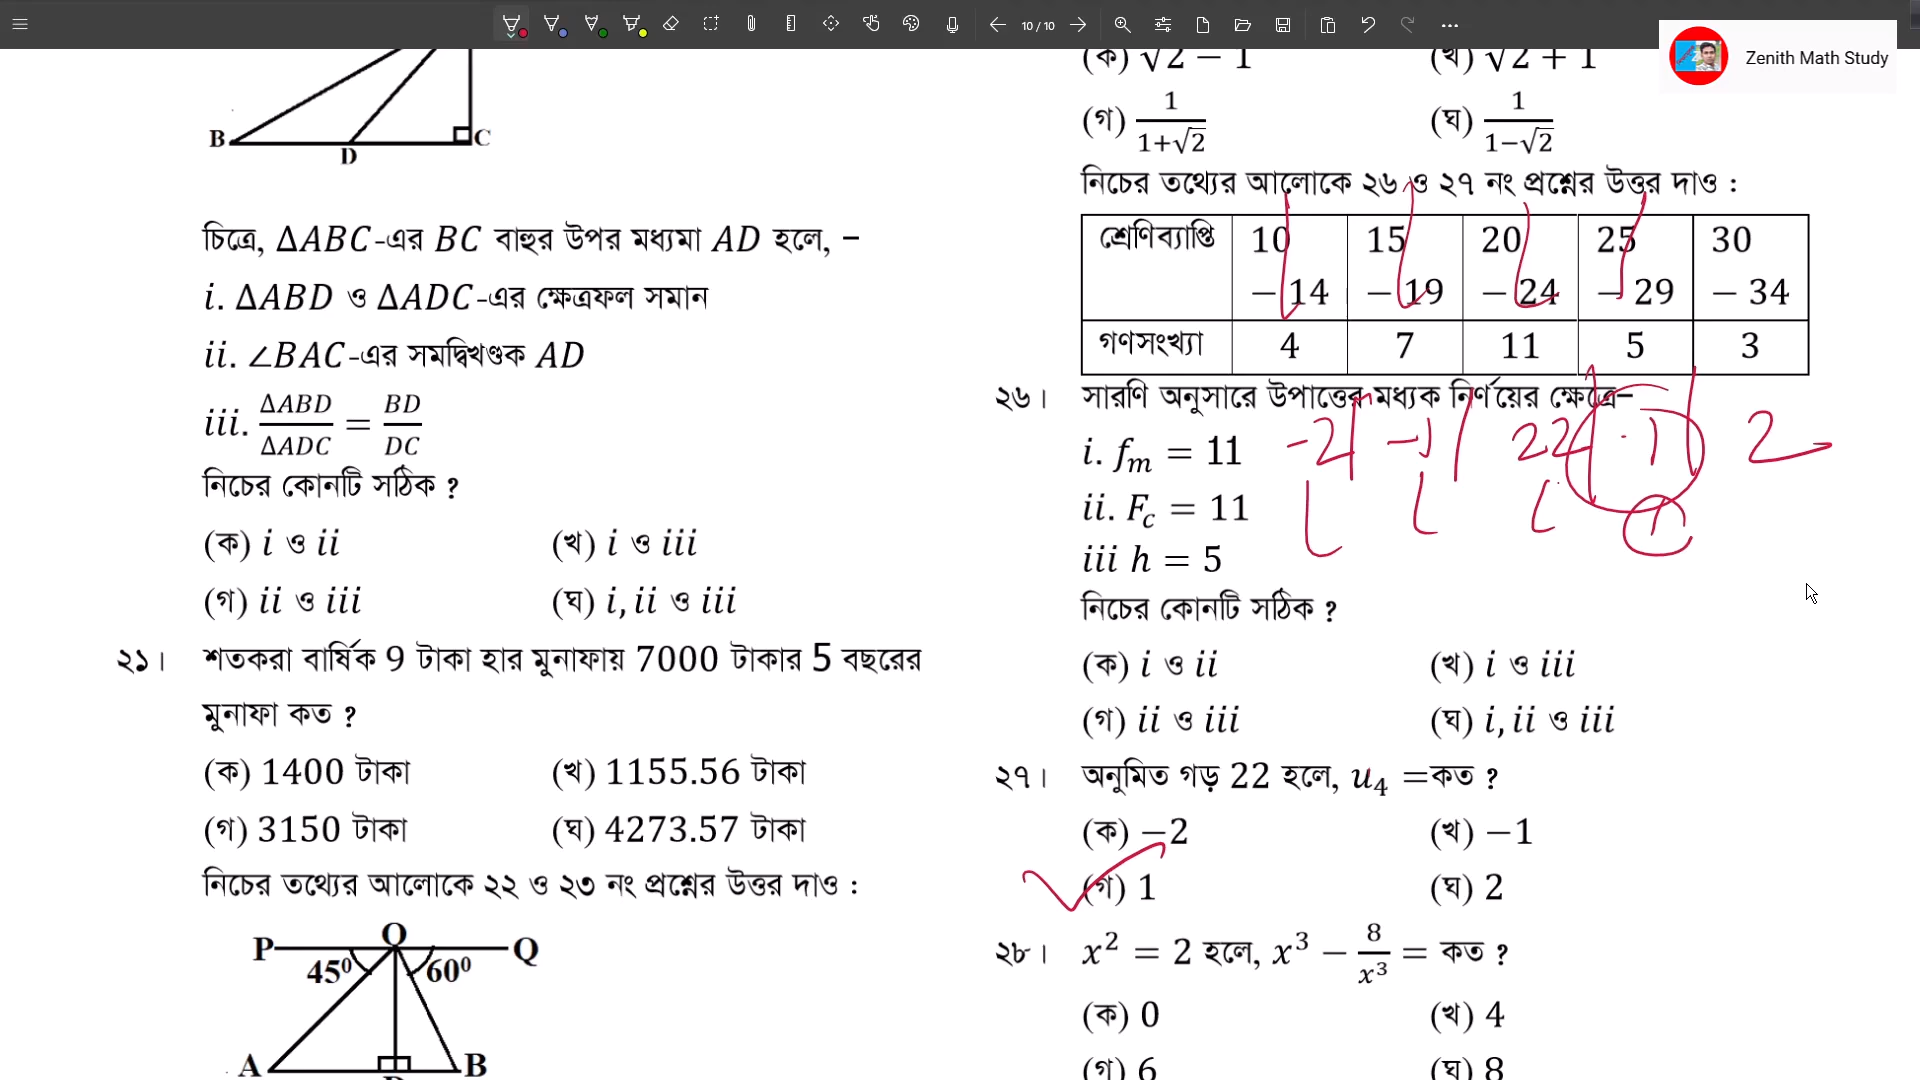 10 / 10
Zenith Math Study
B D C
চিত্রে, ΔABC-এর BC বাহুর উপর মধ্যমা AD হলে, –
i. ΔABD ও ΔADC-এর ক্ষেত্রফল সমান
ii. ∠BAC-এর সমদ্বিখণ্ডক AD
iii. ΔABD/ΔADC = BD/DC
নিচের কোনটি সঠিক ?
(ক) i ও ii (খ) i ও iii
(গ) ii ও iii (ঘ) i, ii ও iii
২১। শতকরা বার্ষিক 9 টাকা হার মুনাফায় 7000 টাকার 5 বছরের
মুনাফা কত ?
(ক) 1400 টাকা (খ) 1155.56 টাকা
(গ) 3150 টাকা (ঘ) 4273.57 টাকা
নিচের তথ্যের আলোকে ২২ ও ২৩ নং প্রশ্নের উত্তর দাও :
P O Q
45⁰ 60⁰
A B
(ক) √2 − 1 (খ) √2 + 1
(গ) 1/(1+√2) (ঘ) 1/(1−√2)
নিচের তথ্যের আলোকে ২৬ ও ২৭ নং প্রশ্নের উত্তর দাও :
শ্রেণিব্যাপ্তি 10 15 20 25 30
− 14 − 19 − 24 − 29 − 34
গণসংখ্যা 4 7 11 5 3
২৬। সারণি অনুসারে উপাত্তের মধ্যক নির্ণয়ের ক্ষেত্রে–
i. fₘ = 11 -2 -1 22 1 2
ii. F꜀ = 11 1
iii h = 5
নিচের কোনটি সঠিক ?
(ক) i ও ii (খ) i ও iii
(গ) ii ও iii (ঘ) i, ii ও iii
২৭। অনুমিত গড় 22 হলে, u₄ =কত ?
(ক) −2 (খ) −1
(গ) 1 (ঘ) 2
২৮। x² = 2 হলে, x³ − 8/x³ = কত ?
(ক) 0 (খ) 4
(গ) 6 (ঘ) 8